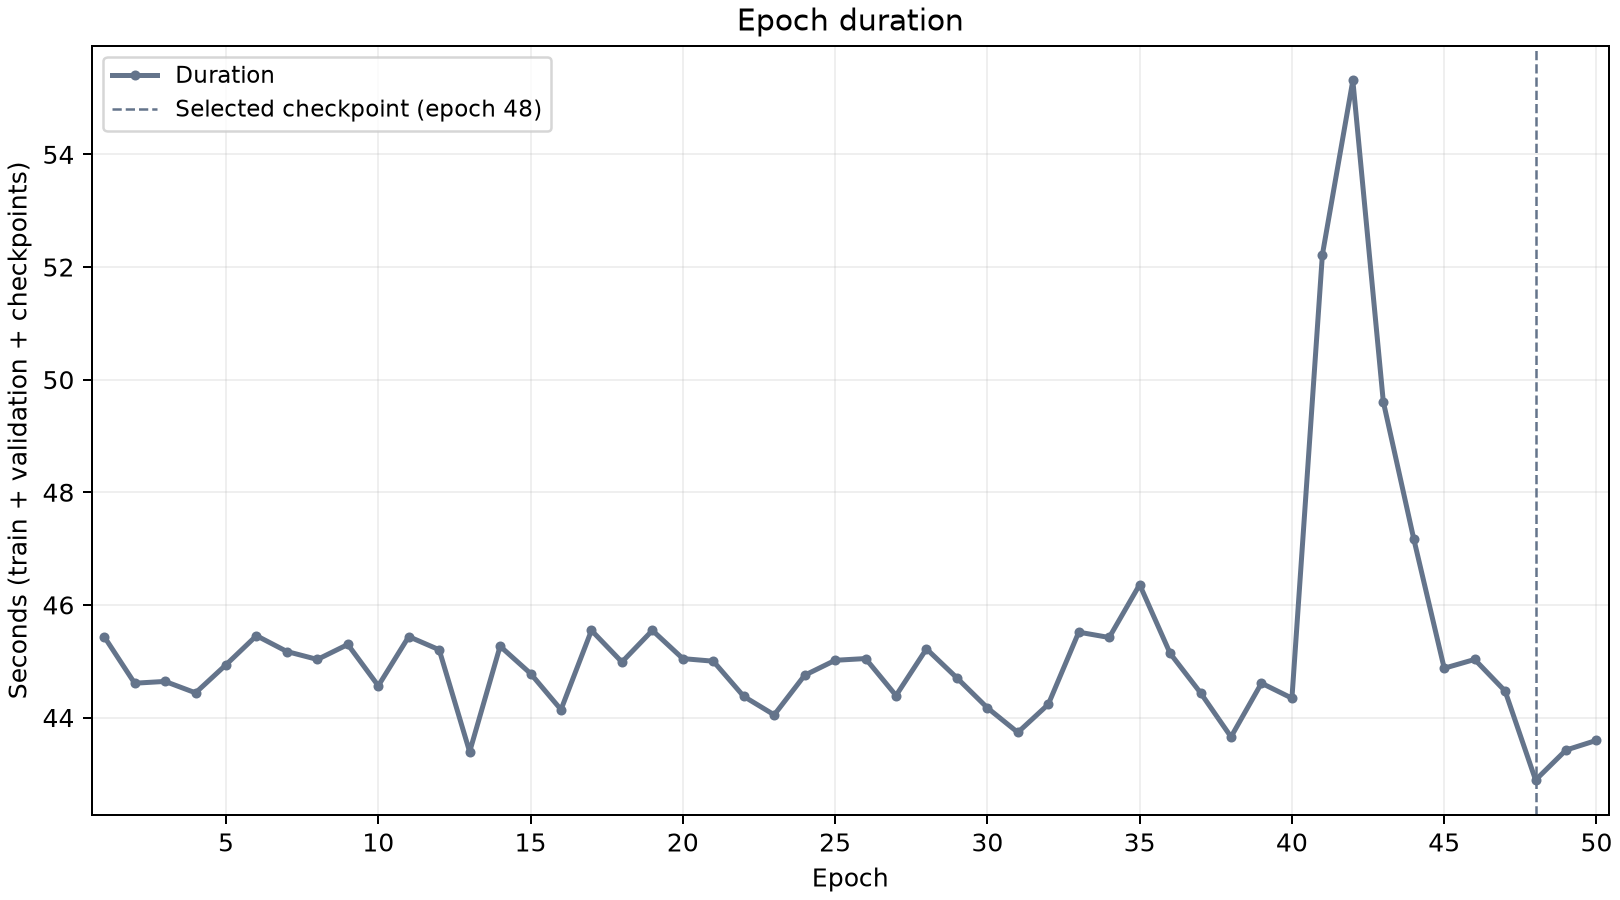 Epoch duration
Duration
Selected checkpoint (epoch 48)
Seconds (train + validation + checkpoints)
54
52
50
48
46
44
5 10 15 20 25 30 35 40 45 50
Epoch